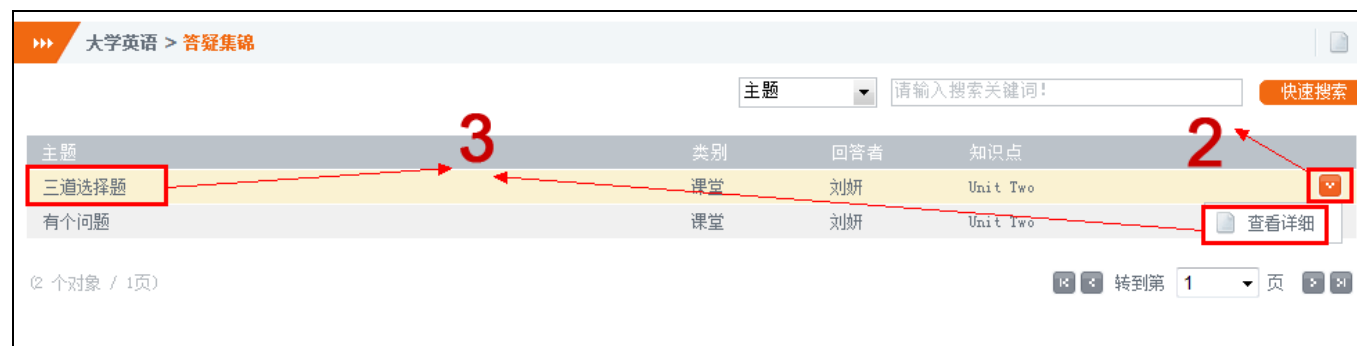 大学英语 > 答疑集锦
主题 请输入搜索关键词! 快速搜索
3 2
主题 类别 回答者 知识点
三道选择题 课堂 刘妍 Unit Two
有个问题 课堂 刘妍 Unit Two 查看详细
(2 个对象 / 1页) 转到第 1 页